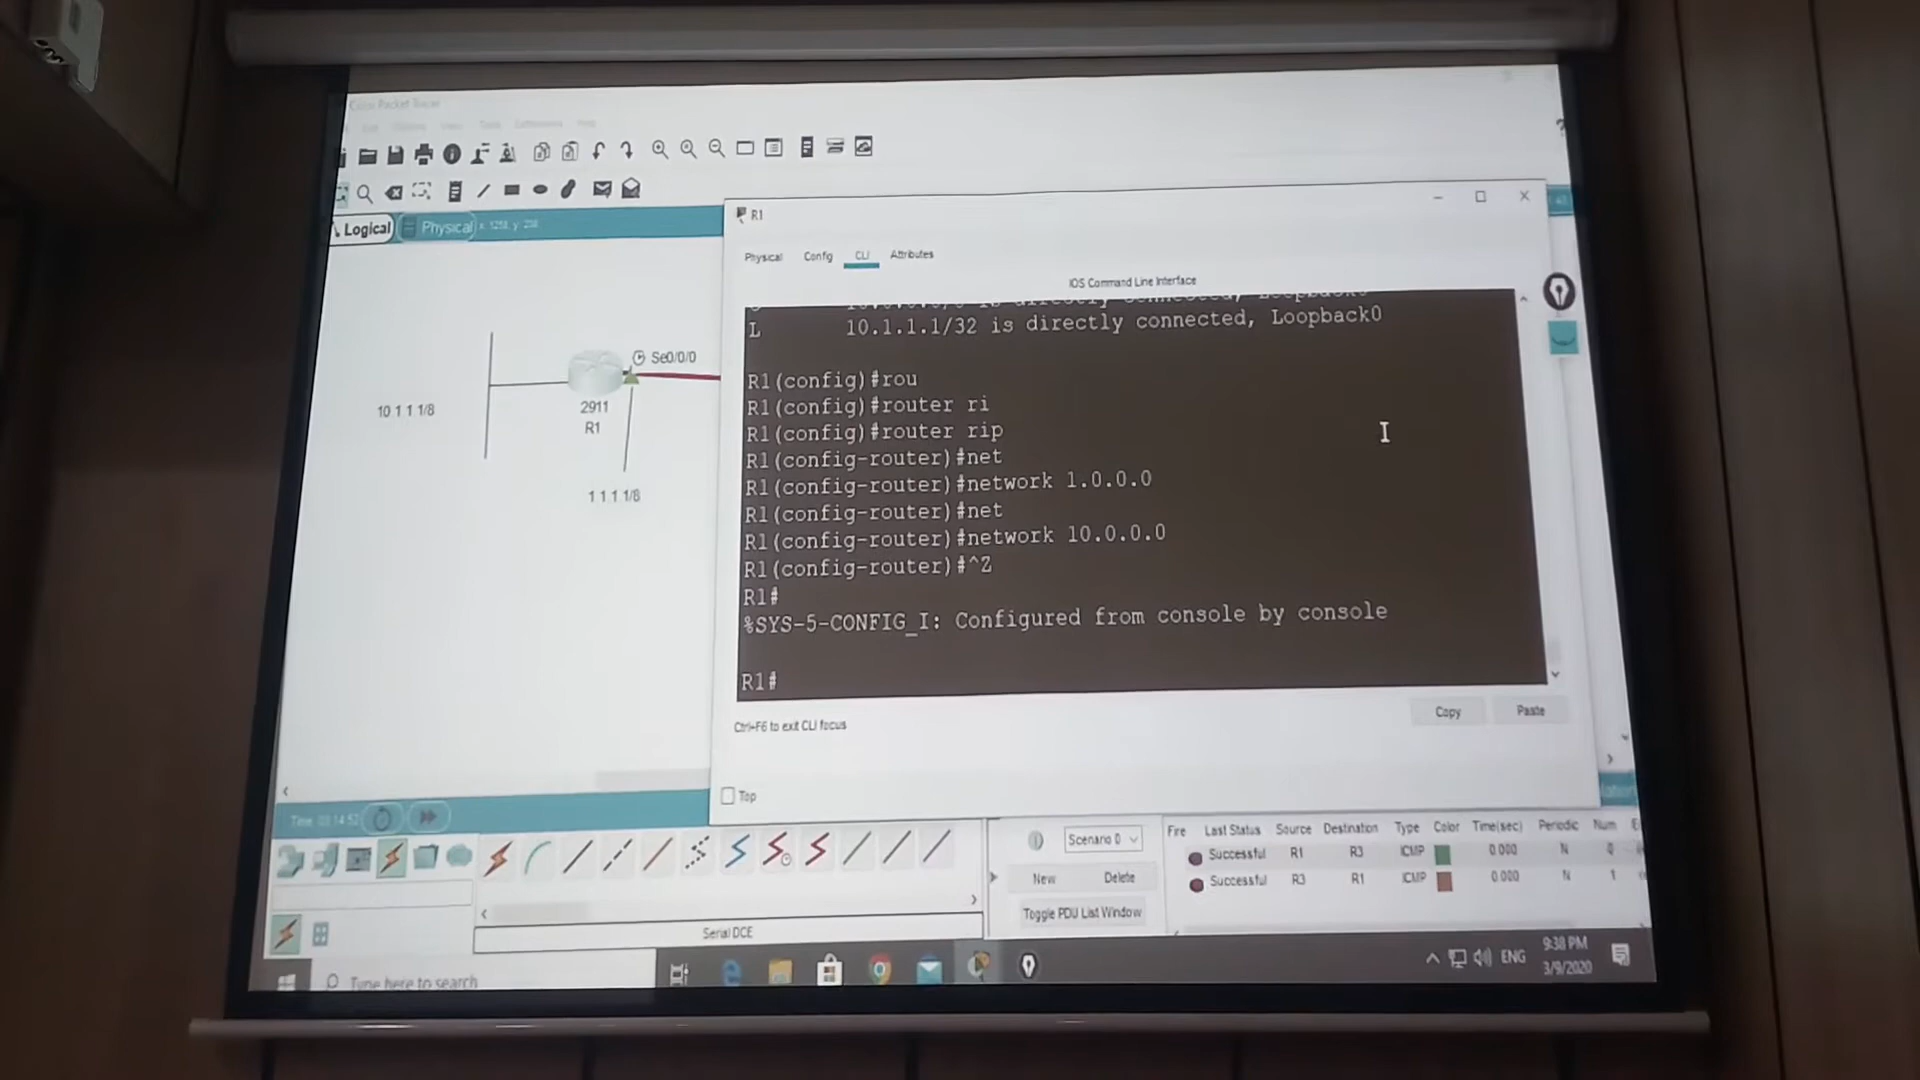 Cisco Packet Tracer
Logical
Physical
x: 1258, y: 238
R1
Physical Config CLI Attributes
IOS Command Line Interface
L 10.1.1.1/32 is directly connected, Loopback0
R1(config)#rou
R1(config)#router ri
R1(config)#router rip
R1(config-router)#net
R1(config-router)#network 1.0.0.0
R1(config-router)#net
R1(config-router)#network 10.0.0.0
R1(config-router)#^Z
R1#
%SYS-5-CONFIG_I: Configured from console by console
R1#
Ctrl+F6 to exit CLI focus
Copy Paste
Top
Se0/0/0
10 1 1 1/8
2911
R1
1 1 1 1/8
Scenario 0
New Delete
Toggle PDU List Window
Fire Last Status Source Destination Type Color Time(sec) Periodic Num
Successful R1 R3 ICMP 0.000 N 0
Successful R3 R1 ICMP 0.000 N 1
Serial DCE
Type here to search
ENG
9:38 PM
3/9/2020